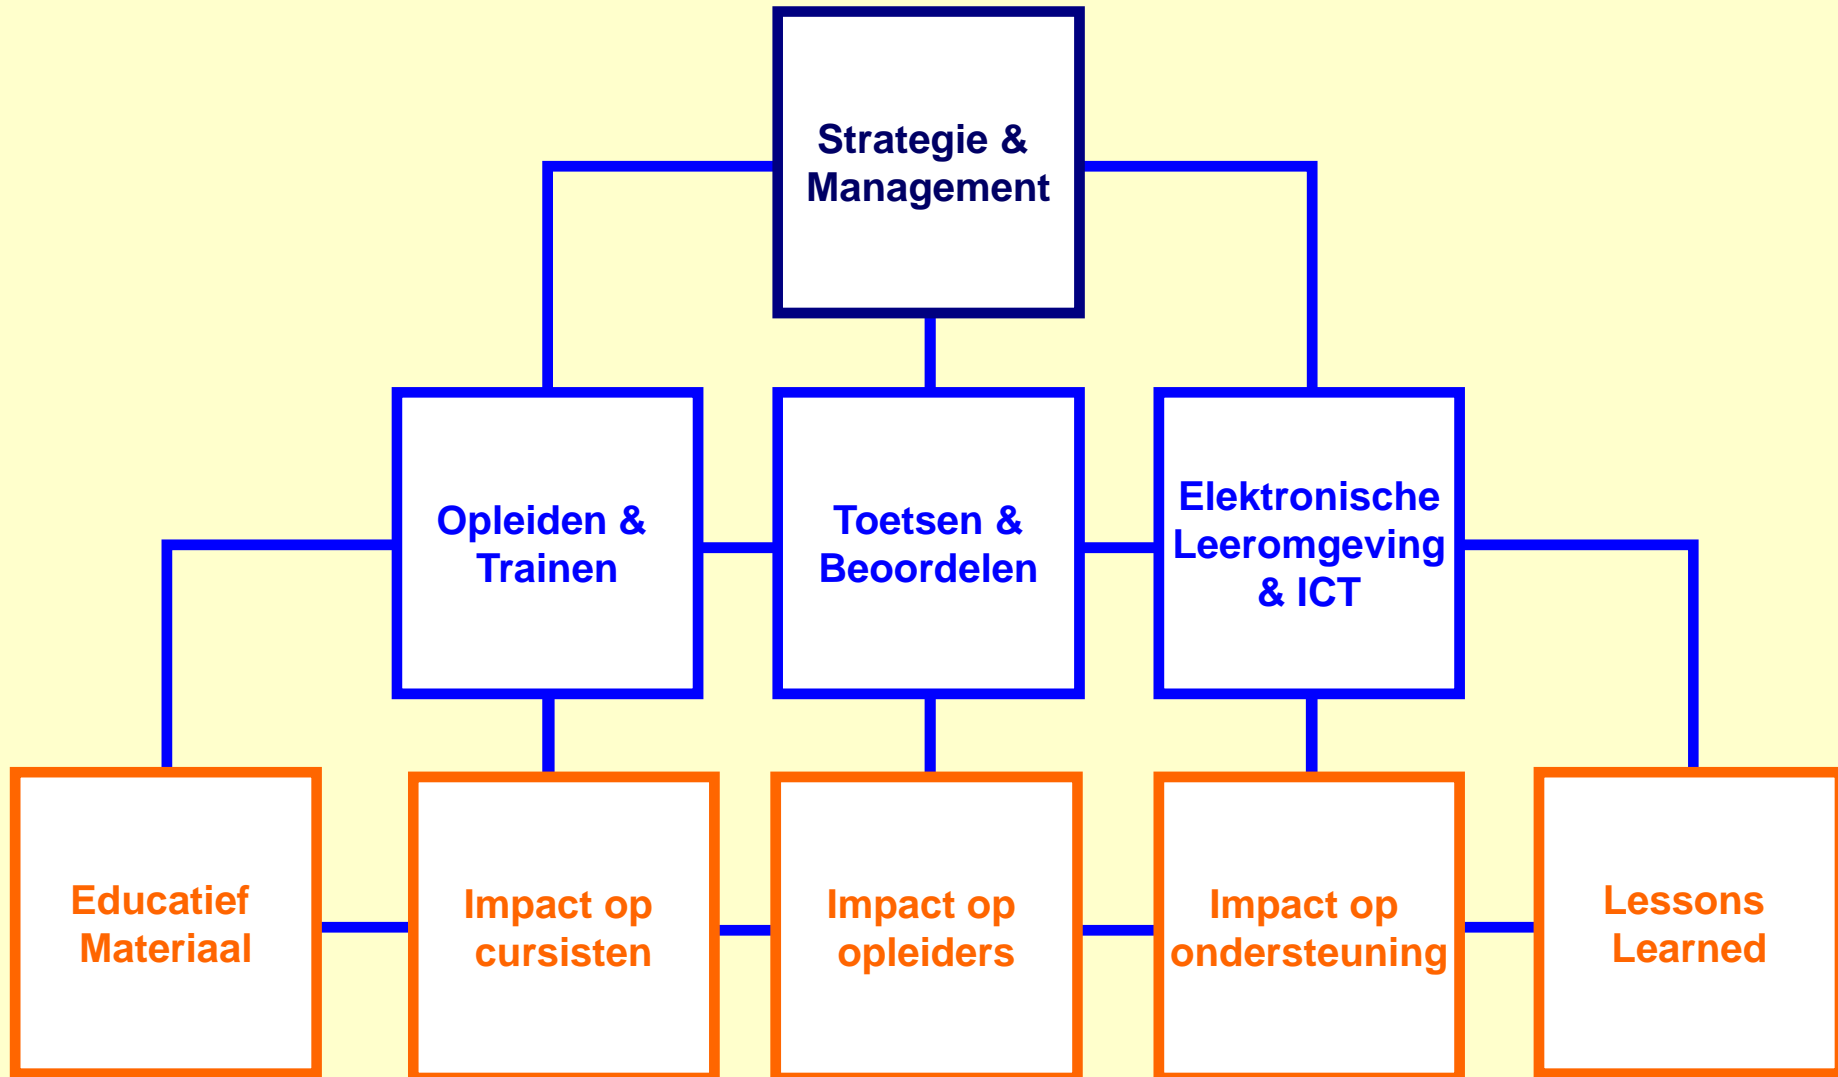 Strategie &
Management
Opleiden &
Trainen
Toetsen &
Beoordelen
Elektronische
Leeromgeving
& ICT
Educatief
Materiaal
Impact op
cursisten
Impact op
opleiders
Impact op
ondersteuning
Lessons
Learned